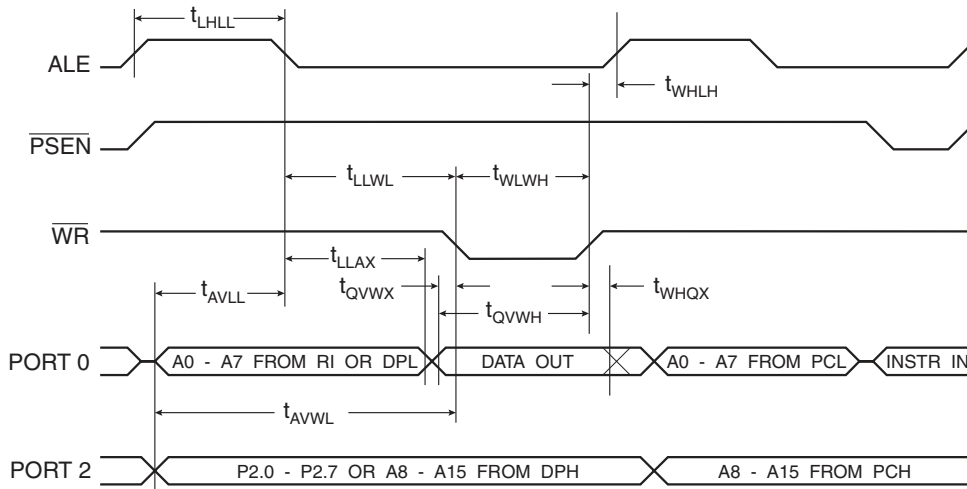 tLHLL
ALE
tWHLH
PSEN
tLLWL
tWLWH
WR
tLLAX
tAVLL
tQVWX
tWHQX
tQVWH
PORT 0
A0 - A7 FROM RI OR DPL
DATA OUT
A0 - A7 FROM PCL
INSTR IN
tAVWL
PORT 2
P2.0 - P2.7 OR A8 - A15 FROM DPH
A8 - A15 FROM PCH